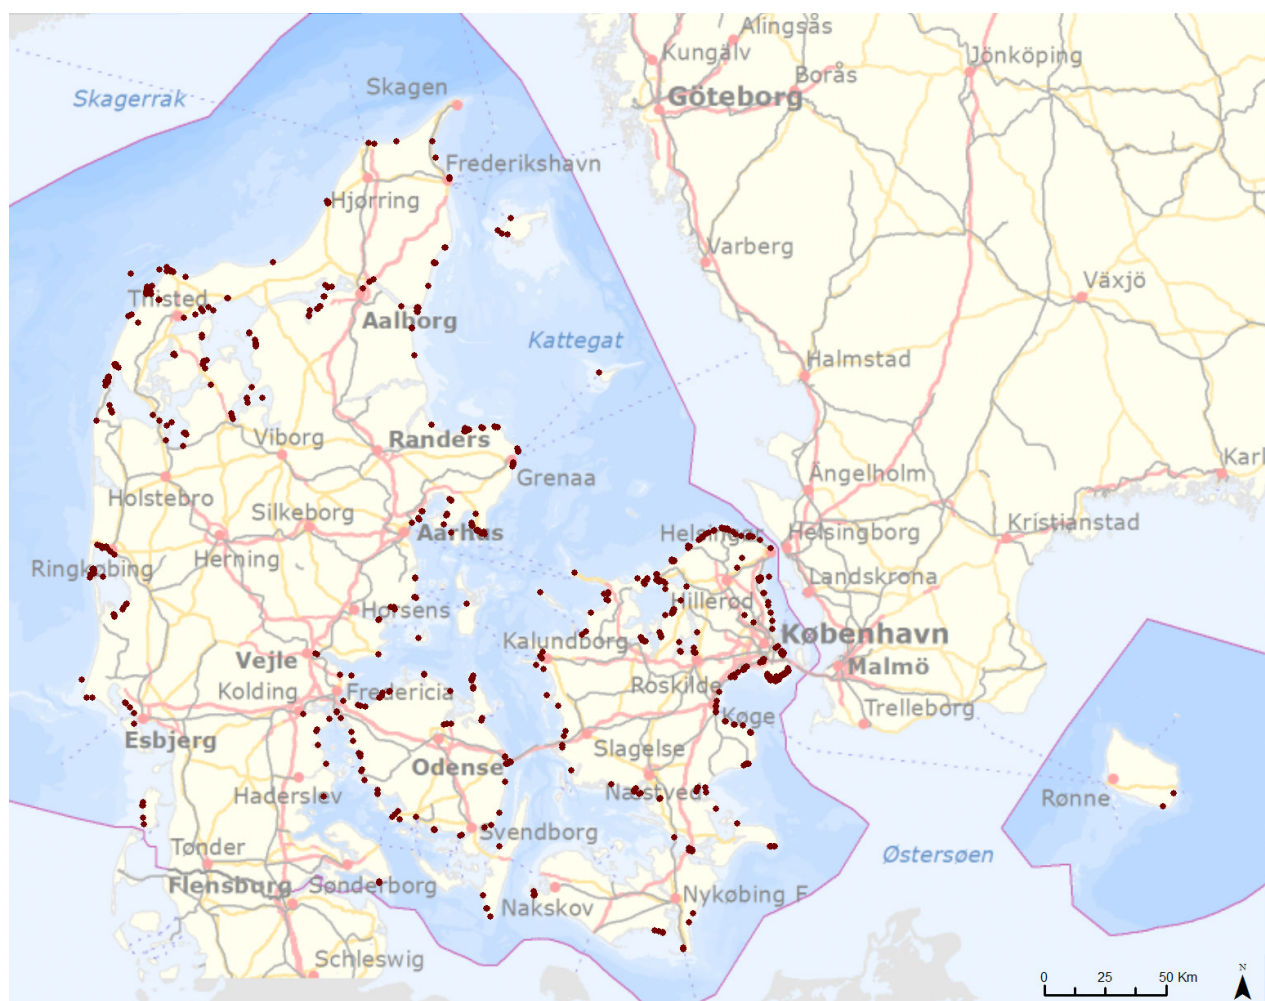 Alingsås
Kungälv
Jönköping
Borås
Göteborg
Skagerrak
Skagen
Frederikshavn
Hjørring
Varberg
Växjö
Thisted
Aalborg
Kattegat
Halmstad
Viborg
Randers
Grenaa
Ängelholm
Karl
Holstebro
Silkeborg
Aarhus
Helsingør
Helsingborg
Kristianstad
Herning
Ringkøbing
Landskrona
Hillerød
Horsens
Kalundborg
København
Vejle
Malmö
Kolding
Fredericia
Roskilde
Trelleborg
Køge
Esbjerg
Slagelse
Odense
Haderslev
Næstved
Rønne
Svendborg
Tønder
Østersøen
Flensburg
Sønderborg
Nakskov
Nykøbing F
Schleswig
0 25 50 Km
N